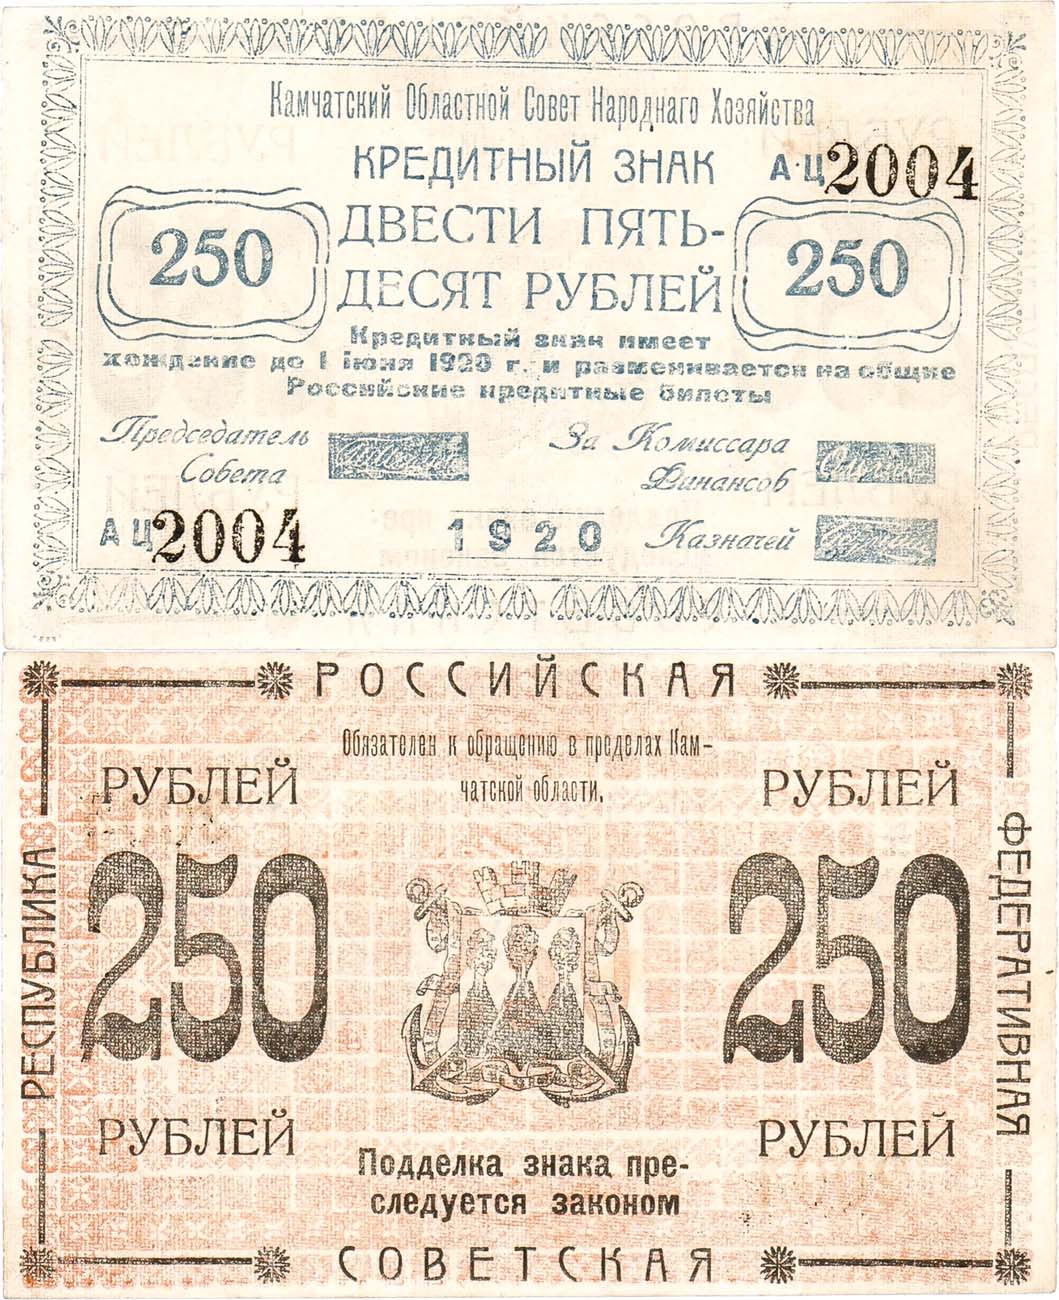 Камчатский Областной Совет Народнаго Хозяйства
КРЕДИТНЫЙ ЗНАК
А·Ц 2004
250
ДВЕСТИ ПЯТЬ-
ДЕСЯТ РУБЛЕЙ
250
Кредитный знак имеет
хождение до 1 iюня 1920 г. и разменивается на общие
Российские кредитные билеты
Председатель
Совета
За Комиссара
Финансов
АЦ 2004
1920
Казначей
РОССИЙСКАЯ
Обязателен к обращению в пределах Кам-
чатской области.
РУБЛЕЙ
РУБЛЕЙ
250
250
РЕСПУБЛИКА
ФЕДЕРАТИВНАЯ
РУБЛЕЙ
РУБЛЕЙ
Подделка знака пре-
следуется законом
СОВЕТСКАЯ